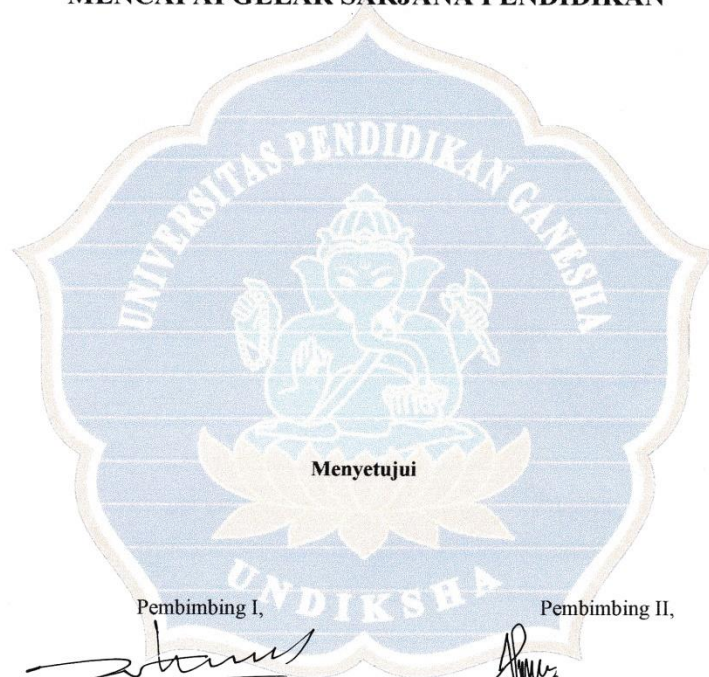 MENCAPAI GELAR SARJANA PENDIDIKAN
UNIVERSITAS PENDIDIKAN GANESHA
Menyetujui
UNDIKSHA
Pembimbing I,
Pembimbing II,